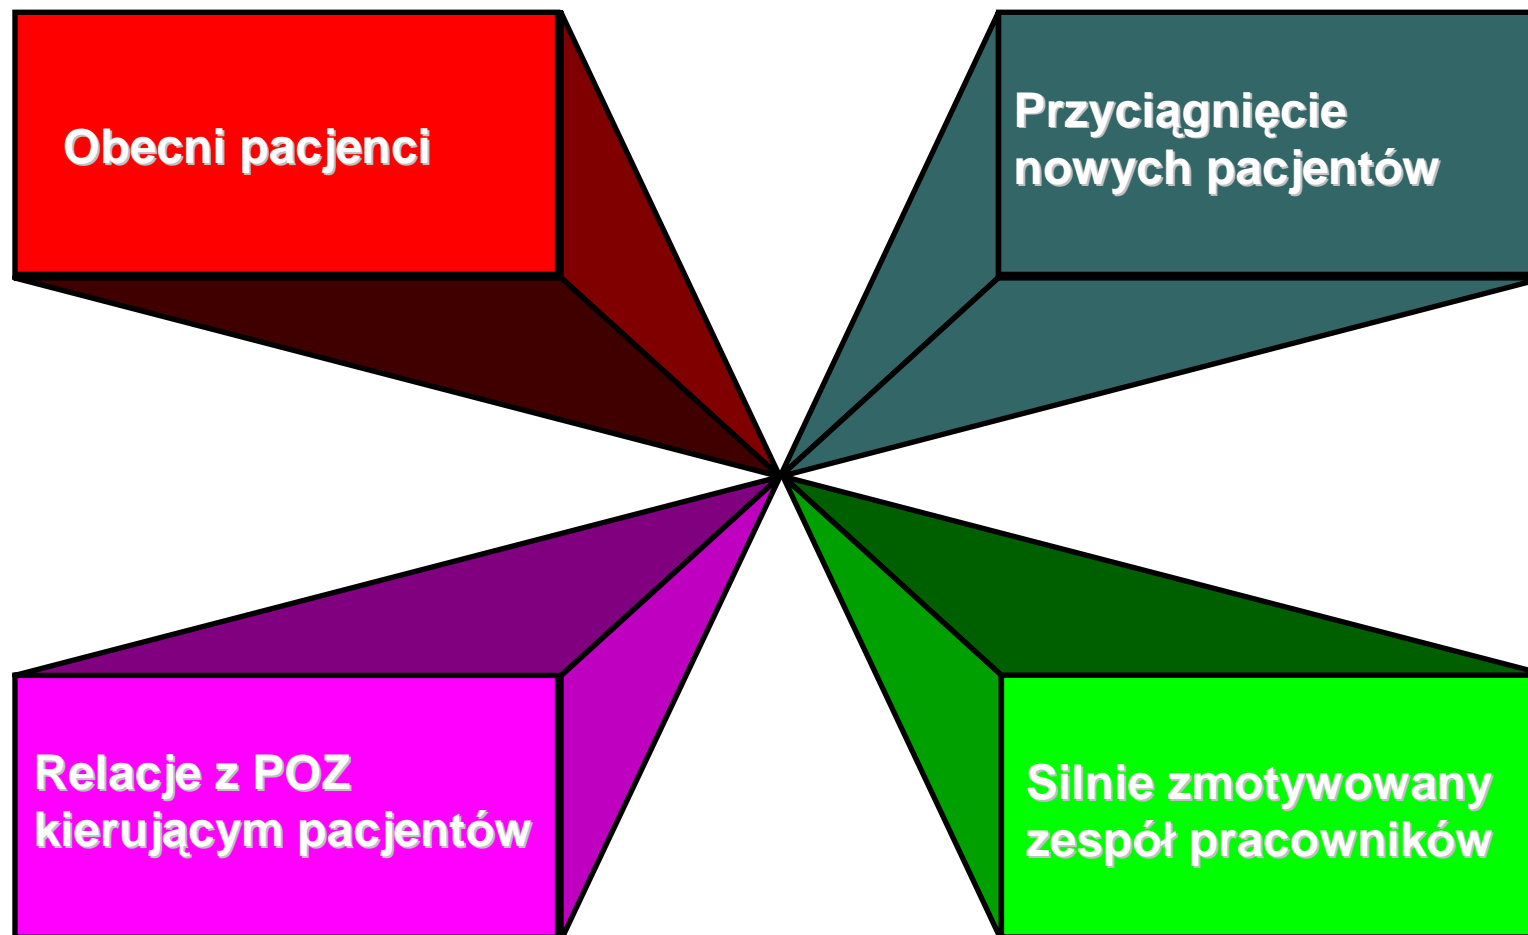 Obecni pacjenci
Przyciągnięcie
nowych pacjentów
Relacje z POZ
kierującym pacjentów
Silnie zmotywowany
zespół pracowników